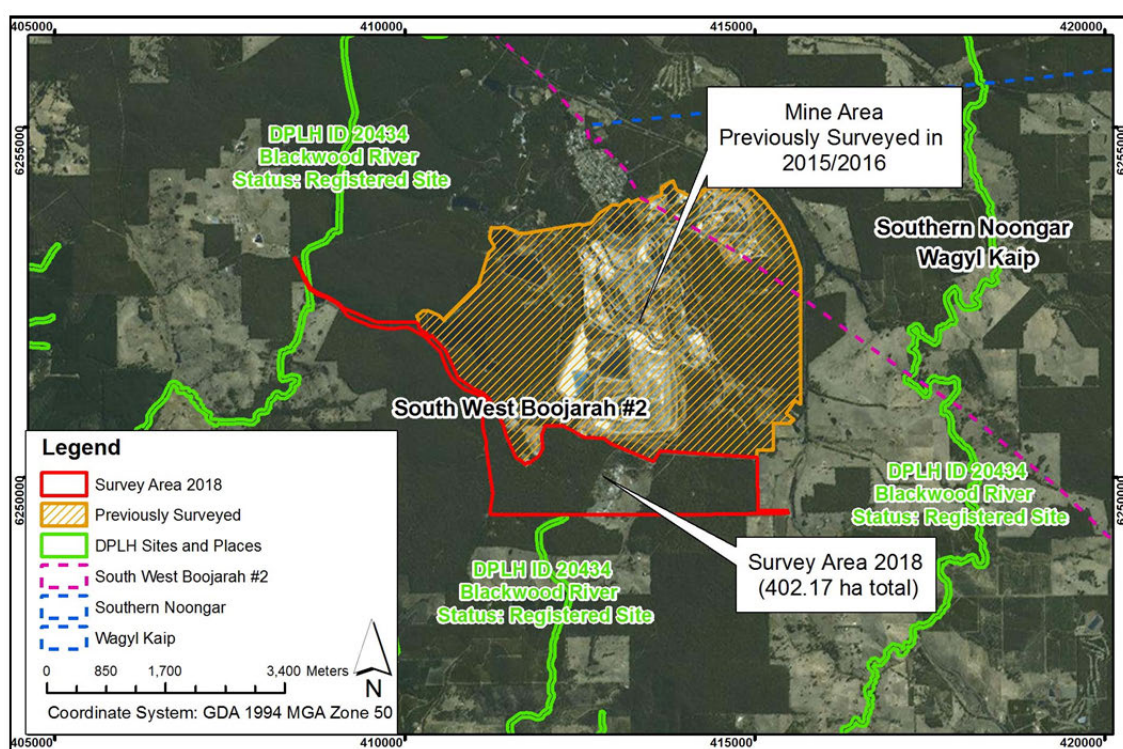 405000
410000
415000
420000
6255000
6255000
DPLH ID 20434
Blackwood River
Status: Registered Site
Mine Area
Previously Surveyed in
2015/2016
Southern Noongar
Wagyl Kaip
South West Boojarah #2
DPLH ID 20434
Blackwood River
Status: Registered Site
6250000
6250000
Survey Area 2018
(402.17 ha total)
DPLH ID 20434
Blackwood River
Status: Registered Site
Legend
Survey Area 2018
Previously Surveyed
DPLH Sites and Places
South West Boojarah #2
Southern Noongar
Wagyl Kaip
0 850 1,700 3,400 Meters
N
Coordinate System: GDA 1994 MGA Zone 50
405000
410000
415000
420000